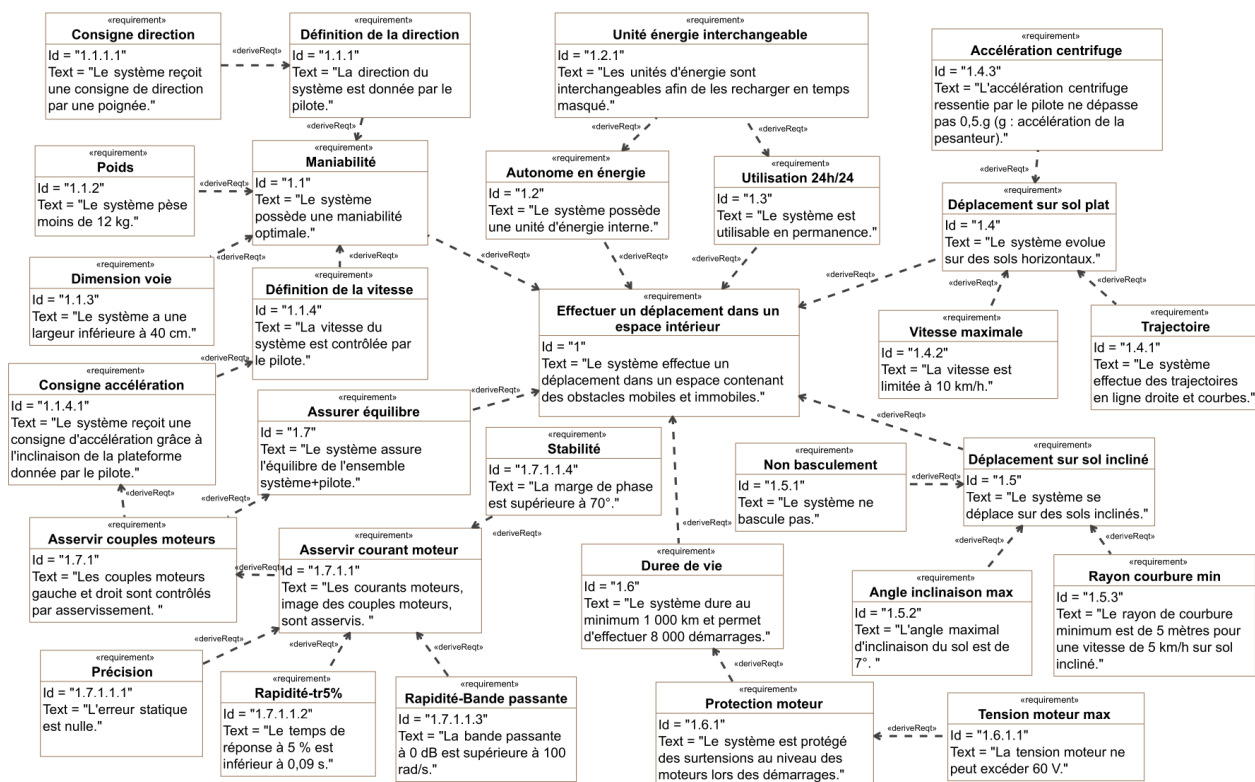 «requirement»
Consigne direction
Id = "1.1.1.1"
Text = "Le système reçoit
une consigne de direction
par une poignée."
«deriveReqt»
«requirement»
Définition de la direction
Id = "1.1.1"
Text = "La direction du
système est donnée par le
pilote."
«deriveReqt»
«requirement»
Unité énergie interchangeable
Id = "1.2.1"
Text = "Les unités d'énergie sont
interchangeables afin de les recharger en temps
masqué."
«deriveReqt»
«deriveReqt»
«requirement»
Accélération centrifuge
Id = "1.4.3"
Text = "L'accélération centrifuge
ressentie par le pilote ne dépasse
pas 0,5.g (g : accélération de la
pesanteur)."
«deriveReqt»
«requirement»
Poids
Id = "1.1.2"
Text = "Le système pèse
moins de 12 kg."
«deriveReqt»
«requirement»
Maniabilité
Id = "1.1"
Text = "Le système
possède une maniabilité
optimale."
«deriveReqt»
«requirement»
Autonome en énergie
Id = "1.2"
Text = "Le système possède
une unité d'énergie interne."
«deriveReqt»
«requirement»
Utilisation 24h/24
Id = "1.3"
Text = "Le système est
utilisable en permanence."
«deriveReqt»
«requirement»
Déplacement sur sol plat
Id = "1.4"
Text = "Le système evolue
sur des sols horizontaux."
«deriveReqt»
«deriveReqt»
«deriveReqt»
«requirement»
Dimension voie
Id = "1.1.3"
Text = "Le système a une
largeur inférieure à 40 cm."
«deriveReqt»
«deriveReqt»
«requirement»
Définition de la vitesse
Id = "1.1.4"
Text = "La vitesse du
système est contrôlée par
le pilote."
«requirement»
Effectuer un déplacement dans un
espace intérieur
Id = "1"
Text = "Le système effectue un
déplacement dans un espace contenant
des obstacles mobiles et immobiles."
«requirement»
Vitesse maximale
Id = "1.4.2"
Text = "La vitesse est
limitée à 10 km/h."
«requirement»
Trajectoire
Id = "1.4.1"
Text = "Le système
effectue des trajectoires
en ligne droite et courbes."
«requirement»
Consigne accélération
Id = "1.1.4.1"
Text = "Le système reçoit une
consigne d'accélération grâce à
l'inclinaison de la plateforme
donnée par le pilote."
«deriveReqt»
«requirement»
Assurer équilibre
Id = "1.7"
Text = "Le système assure
l'équilibre de l'ensemble
système+pilote."
«deriveReqt»
«requirement»
Stabilité
Id = "1.7.1.1.4"
Text = "La marge de phase
est supérieure à 70°."
«deriveReqt»
«deriveReqt»
«deriveReqt»
«requirement»
Non basculement
Id = "1.5.1"
Text = "Le système ne
bascule pas."
«deriveReqt»
«requirement»
Déplacement sur sol incliné
Id = "1.5"
Text = "Le système se
déplace sur des sols inclinés."
«deriveReqt»
«deriveReqt»
«deriveReqt»
«deriveReqt»
«requirement»
Asservir couples moteurs
Id = "1.7.1"
Text = "Les couples moteurs
gauche et droit sont contrôlés
par asservissement. "
«deriveReqt»
«requirement»
Asservir courant moteur
Id = "1.7.1.1"
Text = "Les courants moteurs,
image des couples moteurs,
sont asservis. "
«requirement»
Duree de vie
Id = "1.6"
Text = "Le système dure au
minimum 1 000 km et permet
d'effectuer 8 000 démarrages."
«requirement»
Angle inclinaison max
Id = "1.5.2"
Text = "L'angle maximal
d'inclinaison du sol est de
7°. "
«requirement»
Rayon courbure min
Id = "1.5.3"
Text = "Le rayon de courbure
minimum est de 5 mètres pour
une vitesse de 5 km/h sur sol
incliné."
«deriveReqt»
«deriveReqt»
«deriveReqt»
«requirement»
Précision
Id = "1.7.1.1.1"
Text = "L'erreur statique
est nulle."
«requirement»
Rapidité-tr5%
Id = "1.7.1.1.2"
Text = "Le temps de
réponse à 5 % est
inférieur à 0,09 s."
«requirement»
Rapidité-Bande passante
Id = "1.7.1.1.3"
Text = "La bande passante
à 0 dB est supérieure à 100
rad/s."
«deriveReqt»
«requirement»
Protection moteur
Id = "1.6.1"
Text = "Le système est protégé
des surtensions au niveau des
moteurs lors des démarrages."
«deriveReqt»
«requirement»
Tension moteur max
Id = "1.6.1.1"
Text = "La tension moteur ne
peut excéder 60 V."